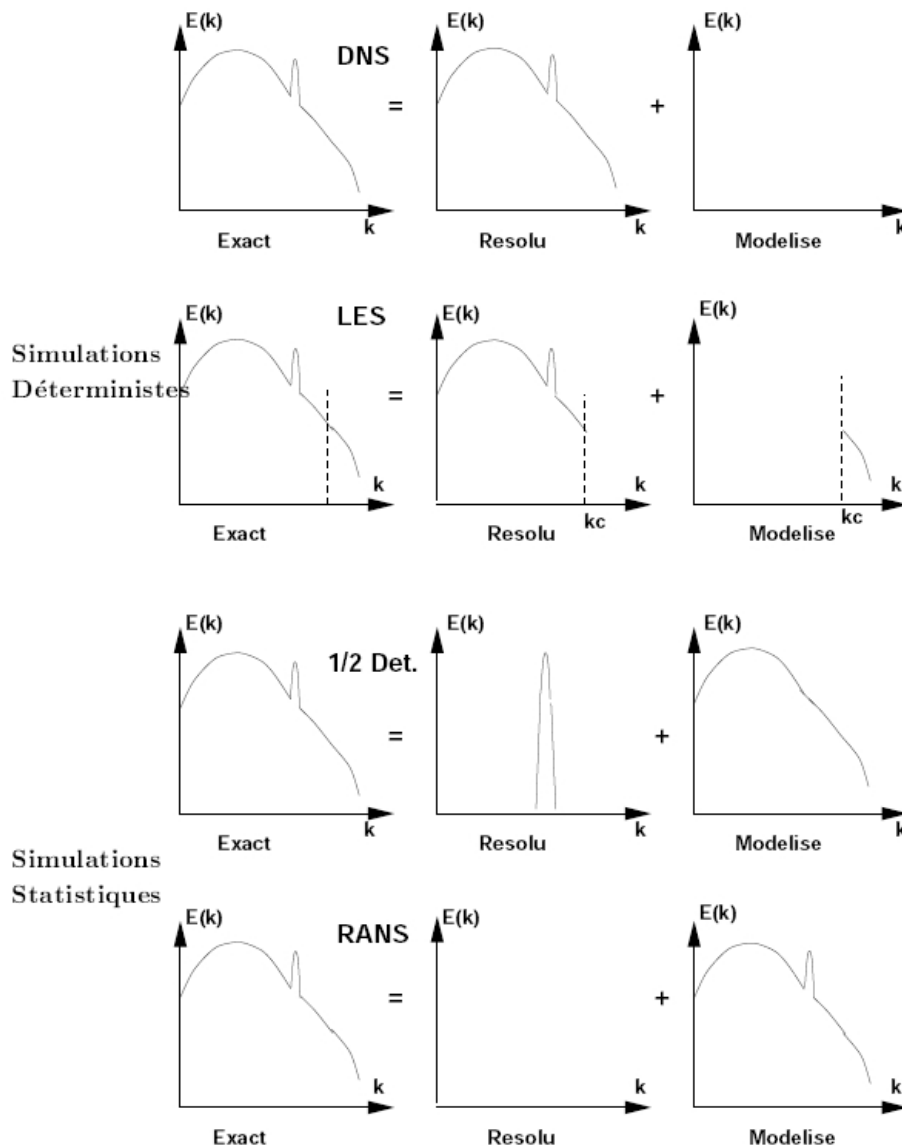 E(k) E(k) E(k)
DNS
= +
k k k
Exact Resolu Modelise
E(k) LES E(k) E(k)
Simulations
Déterministes
= +
k k k
kc kc
Exact Resolu Modelise
E(k) E(k) E(k)
1/2 Det.
= +
k k k
Exact Resolu Modelise
Simulations
Statistiques
E(k) E(k) E(k)
RANS
= +
k k k
Exact Resolu Modelise